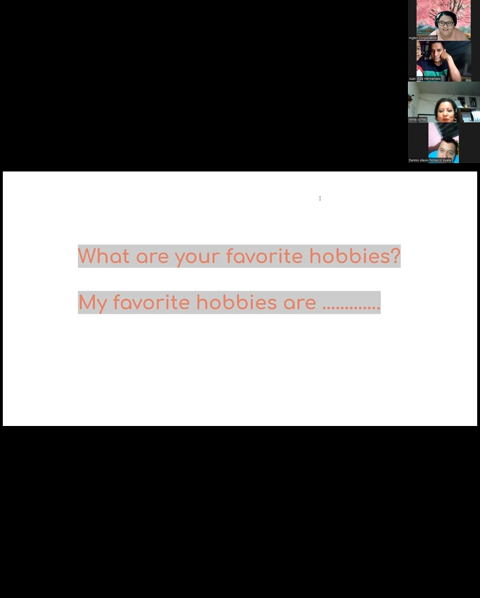 What are your favorite hobbies?
My favorite hobbies are .............